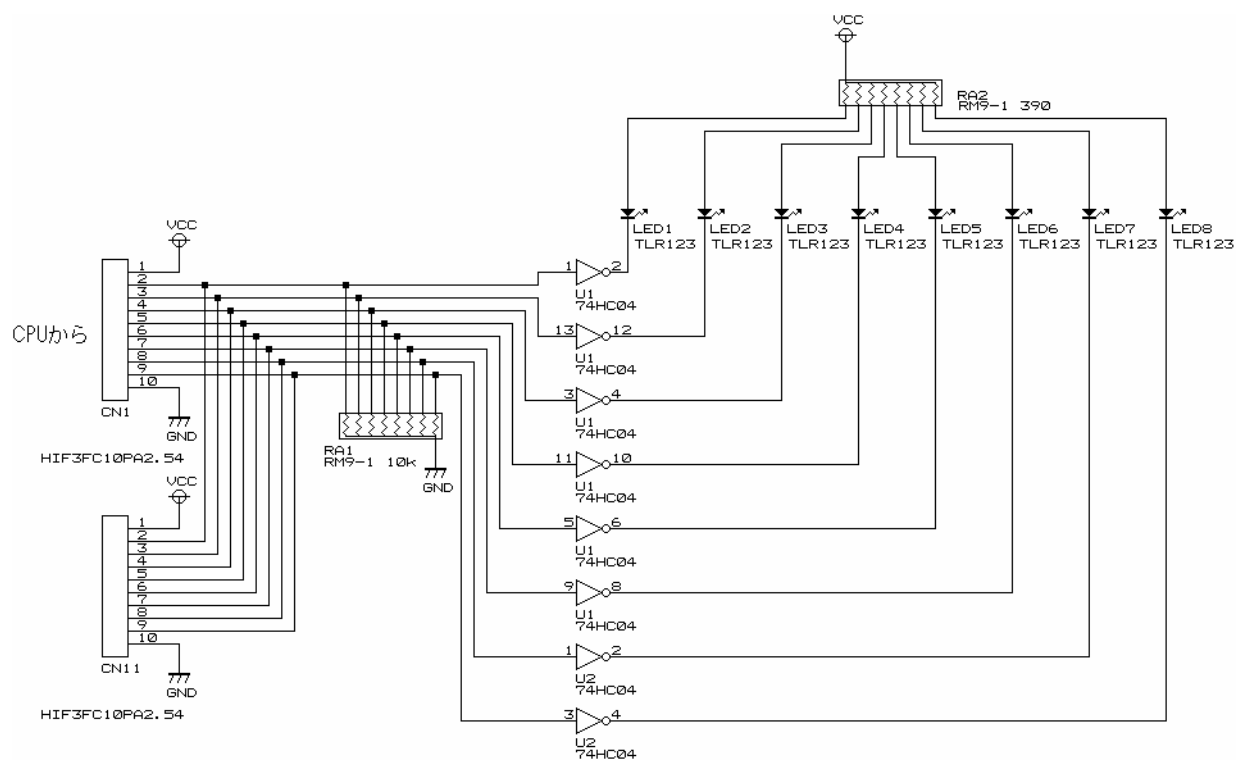 VCC
RA2
RM9-1 390
LED1
TLR123
LED2
TLR123
LED3
TLR123
LED4
TLR123
LED5
TLR123
LED6
TLR123
LED7
TLR123
LED8
TLR123
VCC
1
2
3
4
5
6
7
8
9
10
CPUから
CN1
GND
HIF3FC10PA2.54
RA1
RM9-1 10k
GND
VCC
1
2
3
4
5
6
7
8
9
10
CN11
GND
HIF3FC10PA2.54
1 2
U1
74HC04
13 12
U1
74HC04
3 4
U1
74HC04
11 10
U1
74HC04
5 6
U1
74HC04
9 8
U1
74HC04
1 2
U2
74HC04
3 4
U2
74HC04